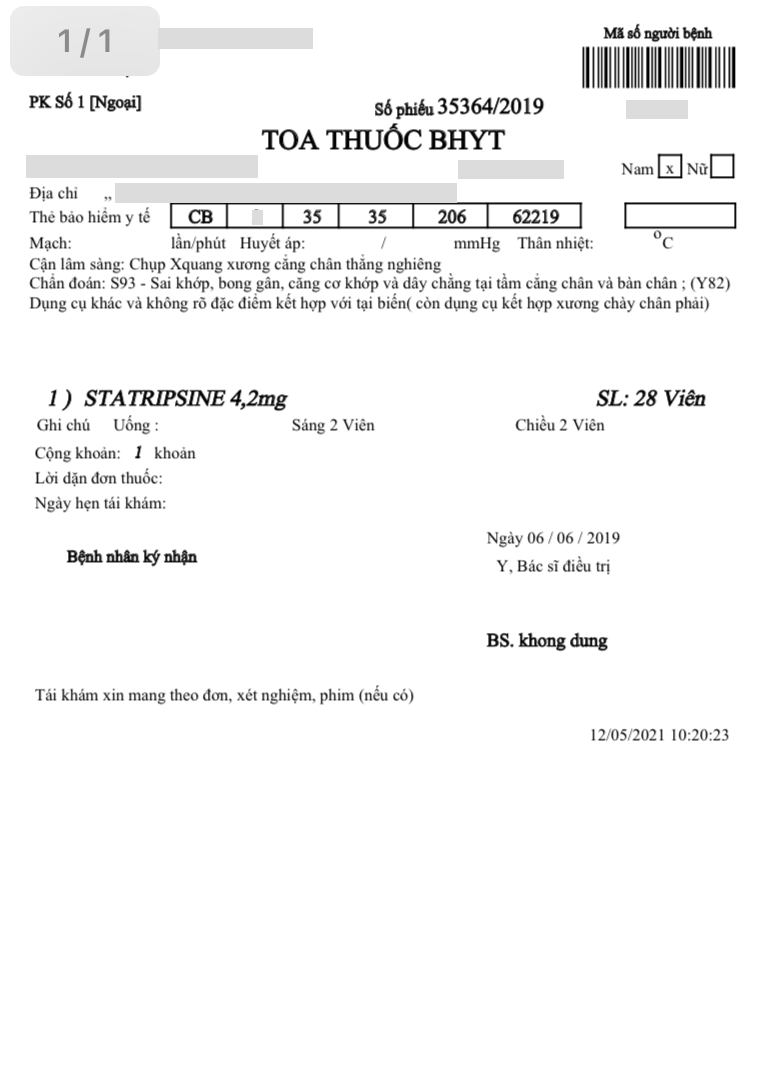 1/1
Mã số người bệnh
PK Số 1 [Ngoại]
Số phiếu 35364/2019
TOA THUỐC BHYT
Nam x Nữ
Địa chỉ ,,
Thẻ bảo hiểm y tế CB 35 35 206 62219
Mạch: lần/phút Huyết áp: / mmHg Thân nhiệt: °C
Cận lâm sàng: Chụp Xquang xương cẳng chân thẳng nghiêng
Chẩn đoán: S93 - Sai khớp, bong gân, căng cơ khớp và dây chằng tại tầm cẳng chân và bàn chân ; (Y82)
Dụng cụ khác và không rõ đặc điểm kết hợp với tại biến( còn dụng cụ kết hợp xương chày chân phải)
1 ) STATRIPSINE 4,2mg SL: 28 Viên
Ghi chú Uống : Sáng 2 Viên Chiều 2 Viên
Cộng khoản: 1 khoản
Lời dặn đơn thuốc:
Ngày hẹn tái khám:
Ngày 06 / 06 / 2019
Bệnh nhân ký nhận
Y, Bác sĩ điều trị
BS. khong dung
Tái khám xin mang theo đơn, xét nghiệm, phim (nếu có)
12/05/2021 10:20:23